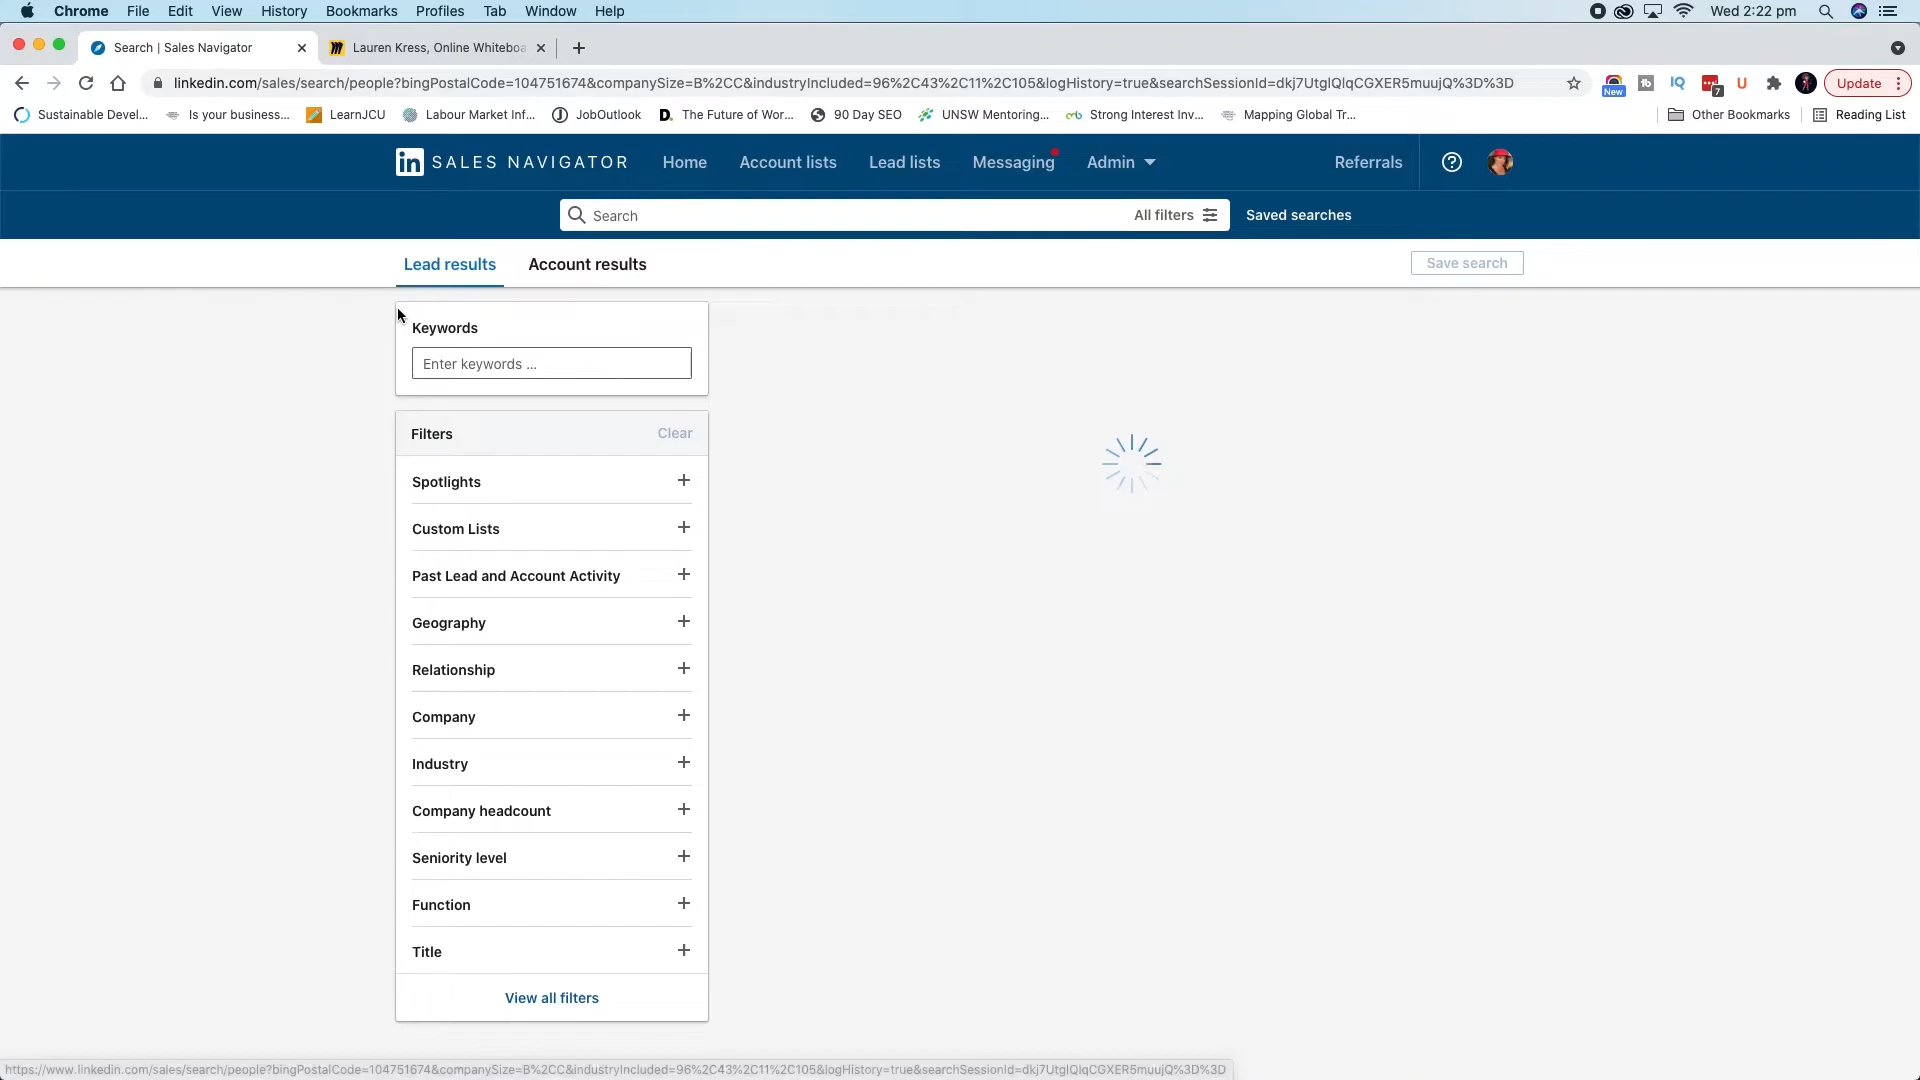 Chrome File Edit View History Bookmarks Profiles Tab Window Help Wed 2:22 pm
Search | Sales Navigator Lauren Kress, Online Whiteboa
linkedin.com/sales/search/people?bingPostalCode=104751674&companySize=B%2CC&industryIncluded=96%2C43%2C11%2C105&logHistory=true&searchSessionId=dkj7UtglQlqCGXER5muujQ%3D%3D New IQ 7 U Update
Sustainable Devel... Is your business... LearnJCU Labour Market Inf... JobOutlook The Future of Wor... 90 Day SEO UNSW Mentoring... Strong Interest Inv... Mapping Global Tr... Other Bookmarks Reading List
in SALES NAVIGATOR Home Account lists Lead lists Messaging Admin Referrals
Search All filters Saved searches
Lead results Account results Save search
Keywords
Enter keywords ...
Filters Clear
Spotlights
Custom Lists
Past Lead and Account Activity
Geography
Relationship
Company
Industry
Company headcount
Seniority level
Function
Title
View all filters
https://www.linkedin.com/sales/search/people?bingPostalCode=104751674&companySize=B%2CC&industryIncluded=96%2C43%2C11%2C105&logHistory=true&searchSessionId=dkj7UtglQlqCGXER5muujQ%3D%3D